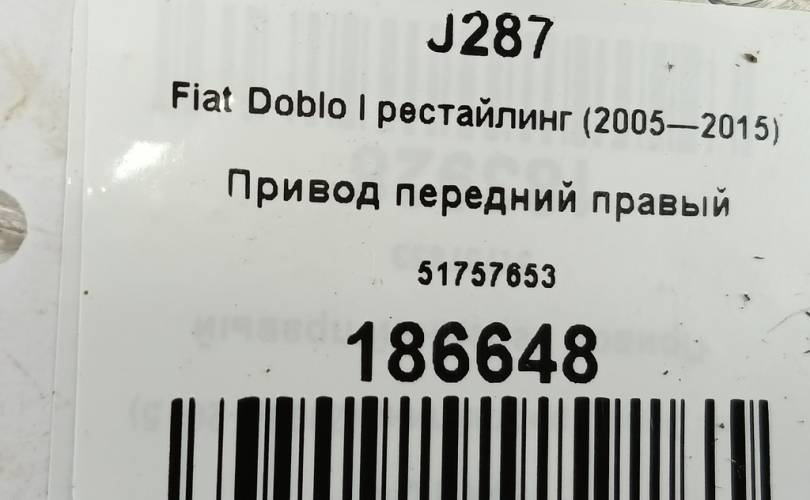 J287
Fiat Doblo I рестайлинг (2005—2015)
Привод передний правый
51757653
186648